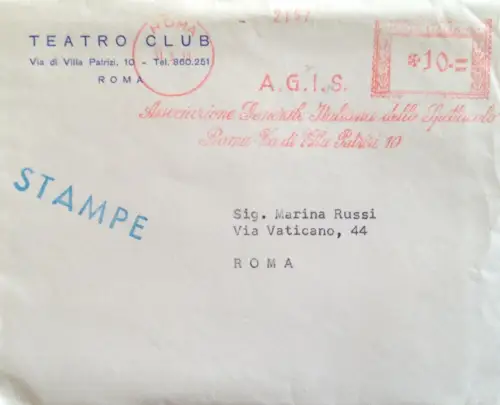 TEATRO CLUB
Via di Villa Patrizi, 10 - Tel. 860.251
ROMA
ROMA
2157
*10.=
A.G.I.S.
Associazione Generale Italiana dello Spettacolo
Roma - Via di Villa Patrizi 10
STAMPE
Sig. Marina Russi
Via Vaticano, 44
ROMA